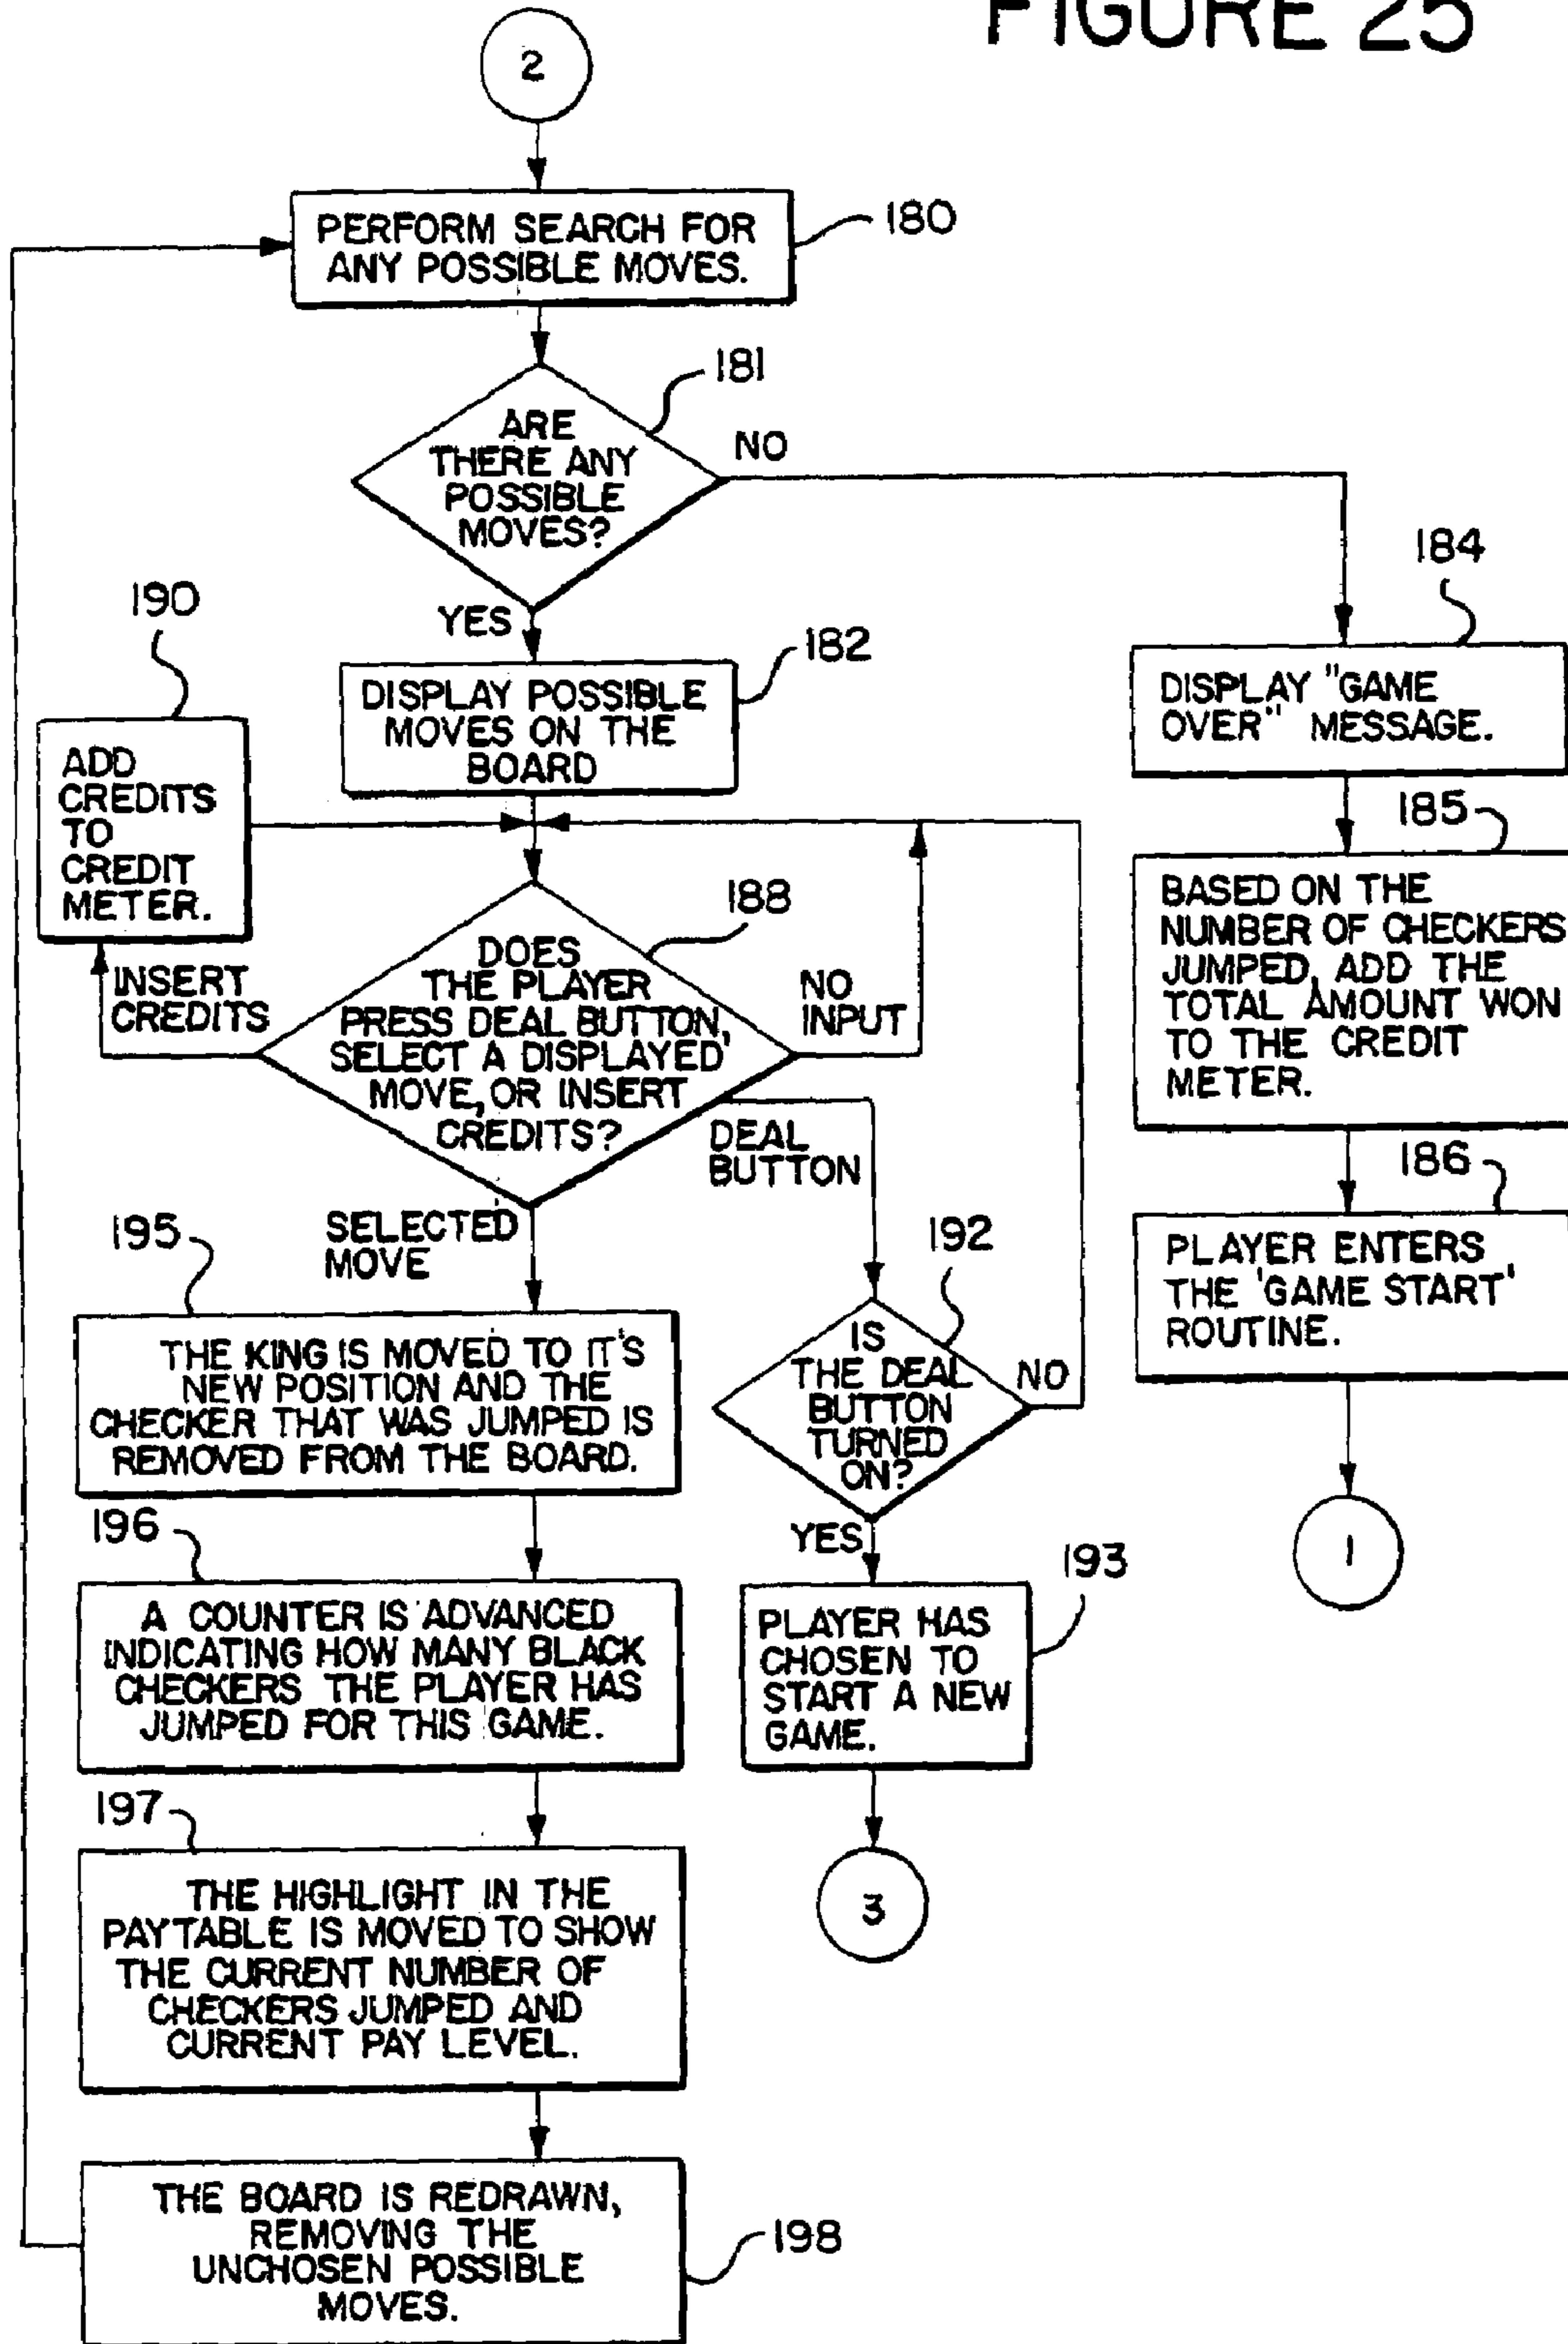 FIGURE 25
2
PERFORM SEARCH FOR
ANY POSSIBLE MOVES.
180
181
ARE
THERE ANY
POSSIBLE
MOVES?
NO
YES
182
DISPLAY POSSIBLE
MOVES ON THE
BOARD
184
DISPLAY "GAME
OVER" MESSAGE.
185
BASED ON THE
NUMBER OF CHECKERS
JUMPED, ADD THE
TOTAL AMOUNT WON
TO THE CREDIT
METER.
186
PLAYER ENTERS
THE 'GAME START'
ROUTINE.
1
190
ADD
CREDITS
TO
CREDIT
METER.
INSERT
CREDITS
188
DOES
THE PLAYER
PRESS DEAL BUTTON,
SELECT A DISPLAYED
MOVE, OR INSERT
CREDITS?
NO
INPUT
DEAL
BUTTON
SELECTED
MOVE
192
IS
THE DEAL
BUTTON
TURNED
ON?
NO
YES
193
PLAYER HAS
CHOSEN TO
START A NEW
GAME.
3
195
THE KING IS MOVED TO IT'S
NEW POSITION AND THE
CHECKER THAT WAS JUMPED IS
REMOVED FROM THE BOARD.
196
A COUNTER IS ADVANCED
INDICATING HOW MANY BLACK
CHECKERS THE PLAYER HAS
JUMPED FOR THIS GAME.
197
THE HIGHLIGHT IN THE
PAYTABLE IS MOVED TO SHOW
THE CURRENT NUMBER OF
CHECKERS JUMPED AND
CURRENT PAY LEVEL.
THE BOARD IS REDRAWN,
REMOVING THE
UNCHOSEN POSSIBLE
MOVES.
198